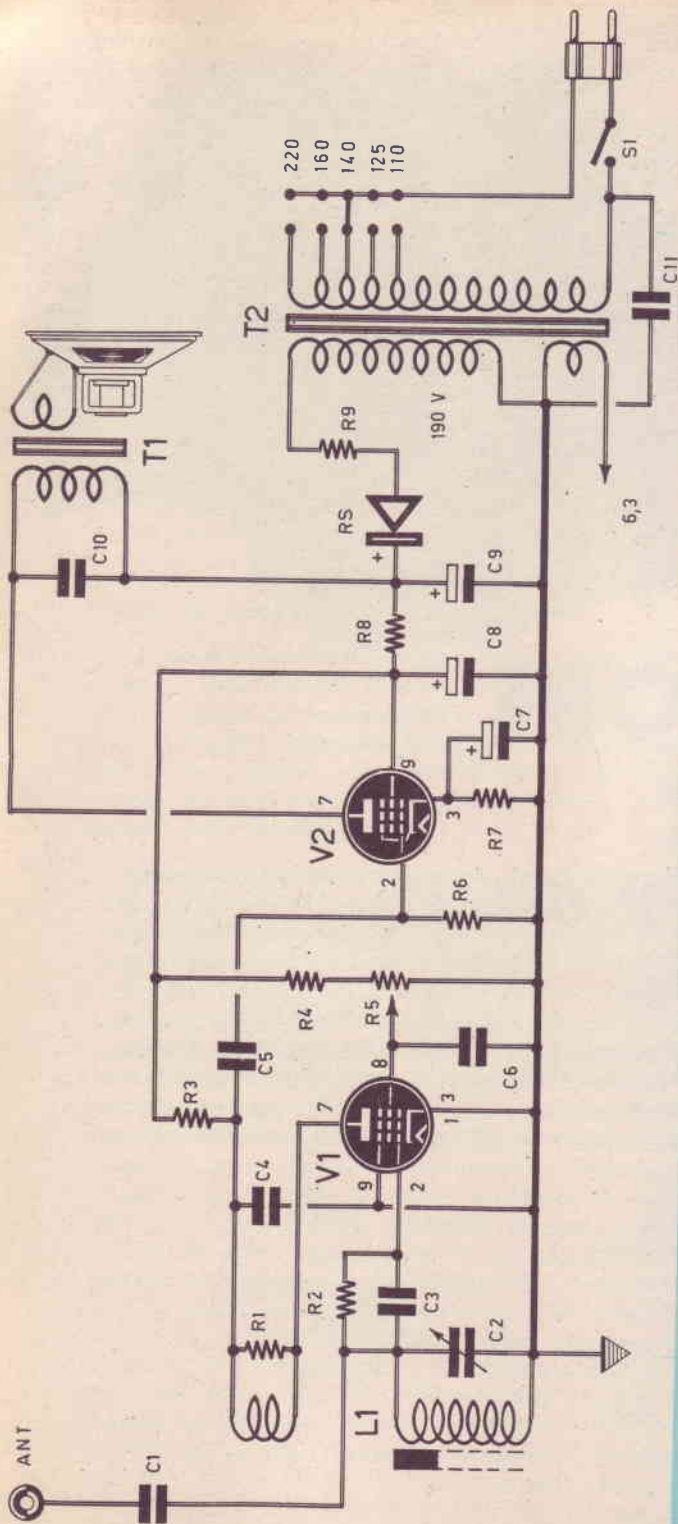 ANT
C1
L1
R1
R2
C3
C2
R3
C4
C5
V1
7
9
2
8
3
1
R4
R5
C6
V2
7
2
9
3
R6
R7
C7
C8
R8
C9
C10
T1
RS
+
+
+
+
R9
190 V
T2
6,3
220
160
140
125
110
S1
C11